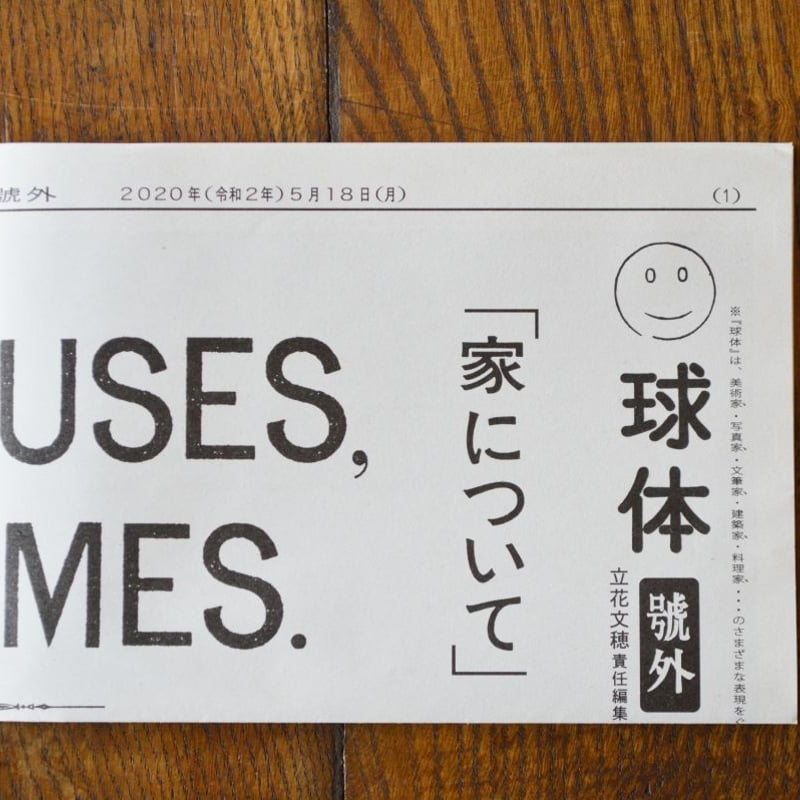 號外 2020年(令和2年)5月18日(月) (1)
※『球体』は、美術家・写真家・文筆家・建築家・料理家・・・のさまざまな表現をぐ
球体
號外
立花文穂責任編集
「家について」
USES,
MES.